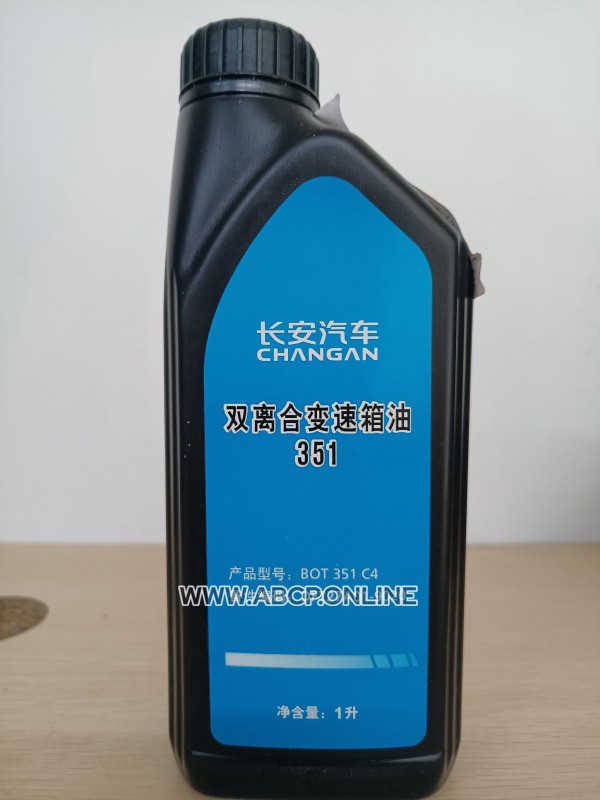 长安汽车
CHANGAN
双离合变速箱油
351
产品型号：BOT 351 C4
WWW.ABCP.ONLINE
净含量：1升